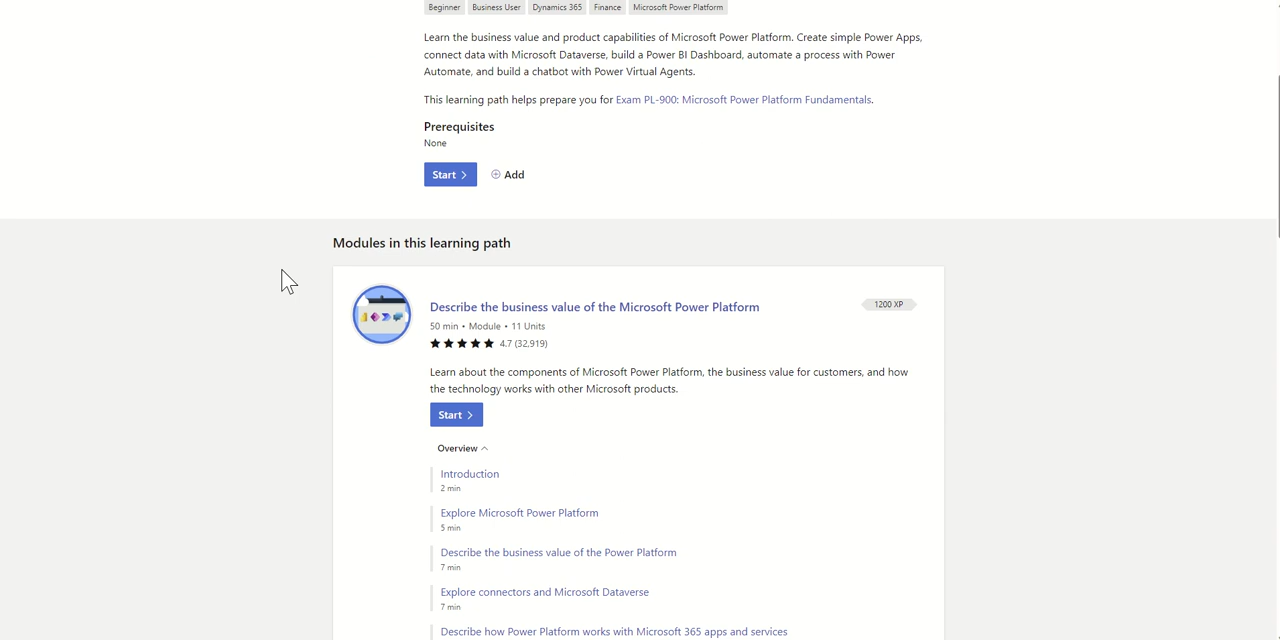 Beginner Business User Dynamics 365 Finance Microsoft Power Platform
Learn the business value and product capabilities of Microsoft Power Platform. Create simple Power Apps,
connect data with Microsoft Dataverse, build a Power BI Dashboard, automate a process with Power
Automate, and build a chatbot with Power Virtual Agents.
This learning path helps prepare you for Exam PL-900: Microsoft Power Platform Fundamentals.
Prerequisites
None
Start > Add
Modules in this learning path
Describe the business value of the Microsoft Power Platform 1200 XP
50 min • Module • 11 Units
4.7 (32,919)
Learn about the components of Microsoft Power Platform, the business value for customers, and how
the technology works with other Microsoft products.
Start >
Overview
Introduction
2 min
Explore Microsoft Power Platform
5 min
Describe the business value of the Power Platform
7 min
Explore connectors and Microsoft Dataverse
7 min
Describe how Power Platform works with Microsoft 365 apps and services